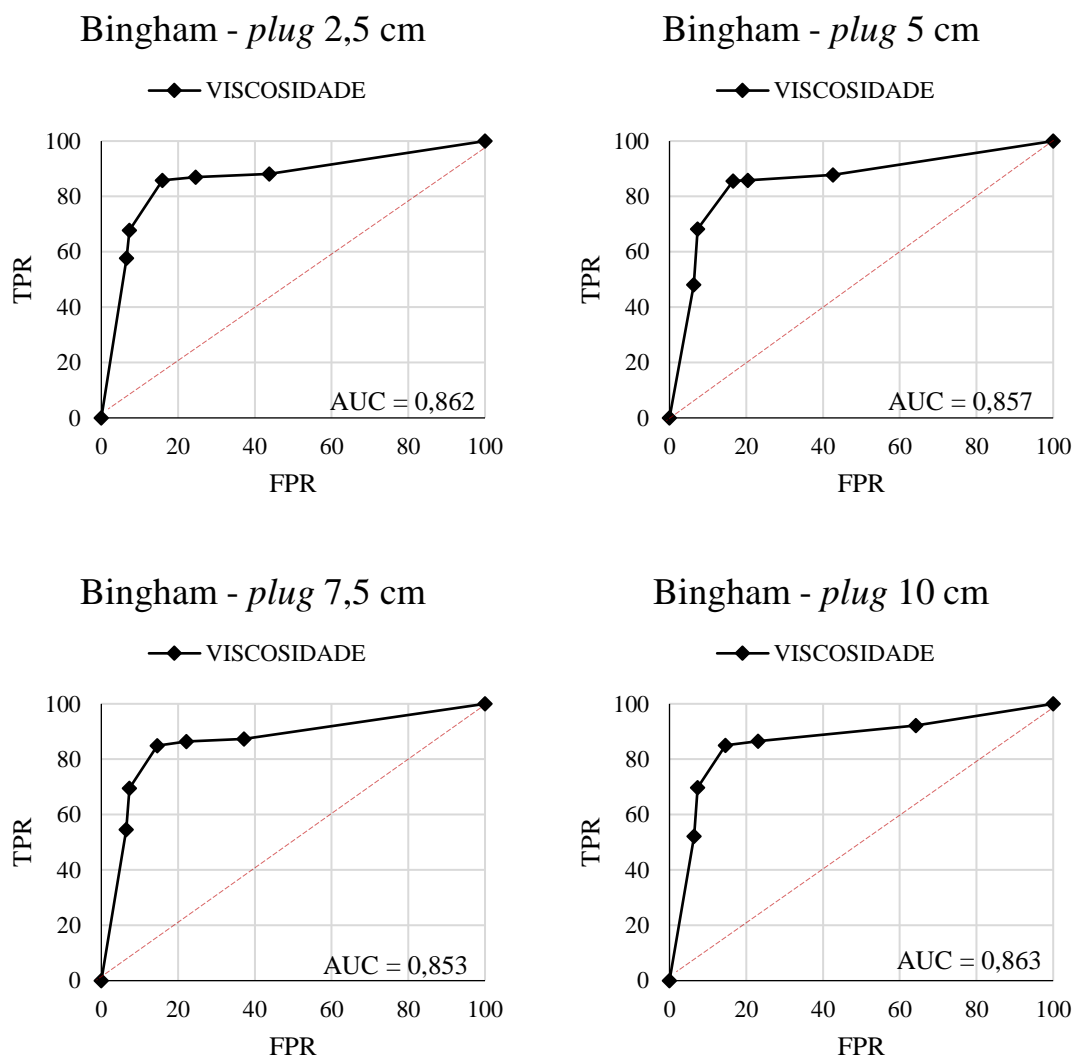 Bingham - plug 2,5 cm
VISCOSIDADE
100
80
60
40
20
0
TPR
AUC = 0,862
0 20 40 60 80 100
FPR
Bingham - plug 5 cm
VISCOSIDADE
100
80
60
40
20
0
TPR
AUC = 0,857
0 20 40 60 80 100
FPR
Bingham - plug 7,5 cm
VISCOSIDADE
100
80
60
40
20
0
TPR
AUC = 0,853
0 20 40 60 80 100
FPR
Bingham - plug 10 cm
VISCOSIDADE
100
80
60
40
20
0
TPR
AUC = 0,863
0 20 40 60 80 100
FPR